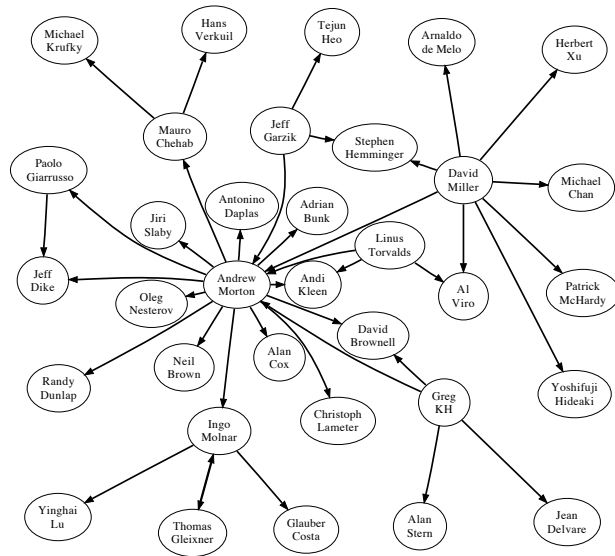 Hans
Verkuil
Michael
Krufky
Tejun
Heo
Arnaldo
de Melo
Herbert
Xu
Mauro
Chehab
Jeff
Garzik
Stephen
Hemminger
Paolo
Giarrusso
David
Miller
Michael
Chan
Antonino
Daplas
Adrian
Bunk
Jiri
Slaby
Linus
Torvalds
Jeff
Dike
Andrew
Morton
Andi
Kleen
Al
Viro
Patrick
McHardy
Oleg
Nesterov
David
Brownell
Alan
Cox
Neil
Brown
Randy
Dunlap
Yoshifuji
Hideaki
Greg
KH
Christoph
Lameter
Ingo
Molnar
Yinghai
Lu
Thomas
Gleixner
Glauber
Costa
Alan
Stern
Jean
Delvare